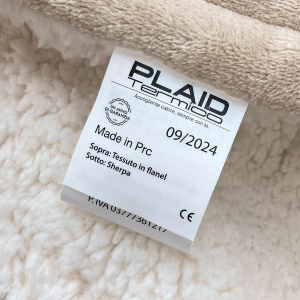 PLAID
Termico
Accogliente calore, sempre con te.
Made in Prc
09/2024
Sopra: Tessuto in flanel
Sotto: Sherpa
CE
P.IVA 03777361217